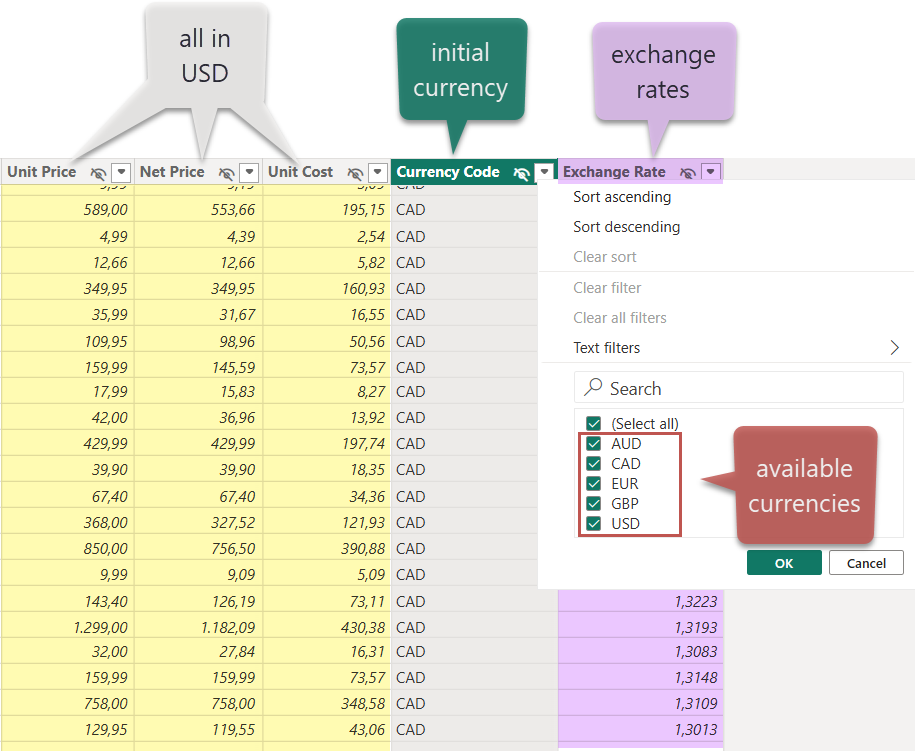 all in
USD
initial
currency
exchange
rates
Unit Price Net Price Unit Cost Currency Code Exchange Rate
589,00 553,66 195,15 CAD
4,99 4,39 2,54 CAD
12,66 12,66 5,82 CAD
349,95 349,95 160,93 CAD
35,99 31,67 16,55 CAD
109,95 98,96 50,56 CAD
159,99 145,59 73,57 CAD
17,99 15,83 8,27 CAD
42,00 36,96 13,92 CAD
429,99 429,99 197,74 CAD
39,90 39,90 18,35 CAD
67,40 67,40 34,36 CAD
368,00 327,52 121,93 CAD
850,00 756,50 390,88 CAD
9,99 9,09 5,09 CAD
143,40 126,19 73,11 CAD 1,3223
1.299,00 1.182,09 430,38 CAD 1,3193
32,00 27,84 16,31 CAD 1,3083
159,99 159,99 73,57 CAD 1,3148
758,00 758,00 348,58 CAD 1,3109
129,95 119,55 43,06 CAD 1,3013
Sort ascending
Sort descending
Clear sort
Clear filter
Clear all filters
Text filters
Search
(Select all)
AUD
CAD
EUR
GBP
USD
available
currencies
OK Cancel